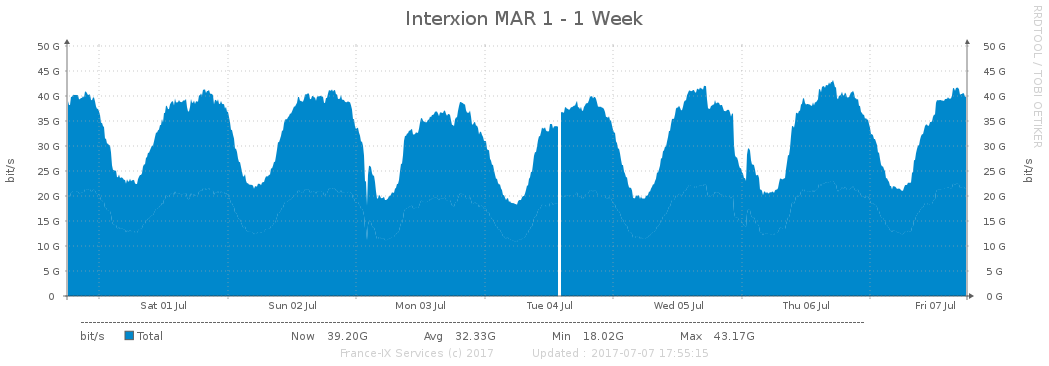 Interxion MAR 1 - 1 Week
RRDTOOL / TOBI OETIKER
50 G 50 G
45 G 45 G
40 G 40 G
35 G 35 G
30 G 30 G
25 G 25 G
20 G 20 G
15 G 15 G
10 G 10 G
5 G 5 G
0 0 G
bit/s
bit/s
Sat 01 Jul Sun 02 Jul Mon 03 Jul Tue 04 Jul Wed 05 Jul Thu 06 Jul Fri 07 Jul
bit/s Total Now 39.20G Avg 32.33G Min 18.02G Max 43.17G
France-IX Services (c) 2017 Updated : 2017-07-07 17:55:15